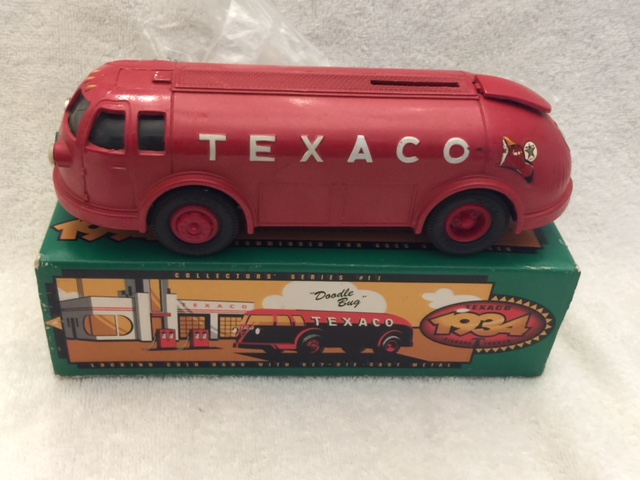 TEXACO
COLLECTORS' SERIES #11
"Doodle
Bug"
TEXACO
TEXACO
TEXACO
1934
LOCKING COIN BANK WITH KEY-DIE-CAST METAL